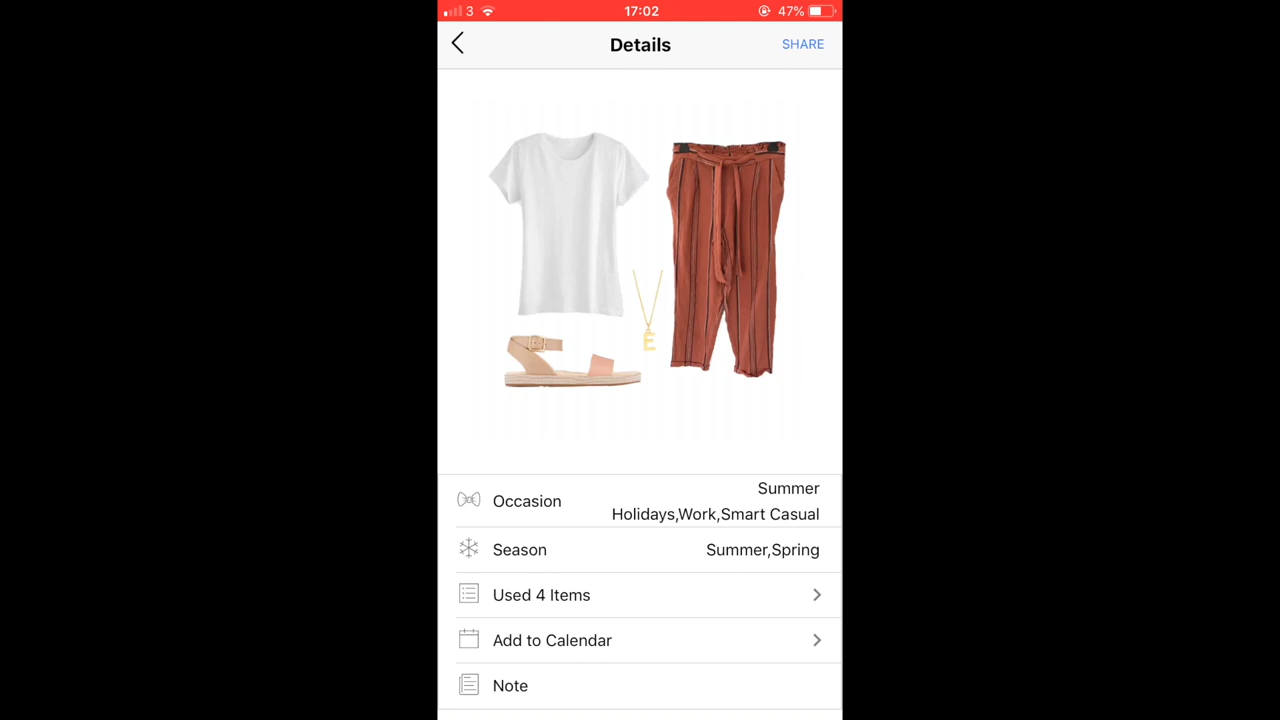 3 17:02 47%
Details SHARE
E
Occasion Summer
Holidays,Work,Smart Casual
Season Summer,Spring
Used 4 Items
Add to Calendar
Note